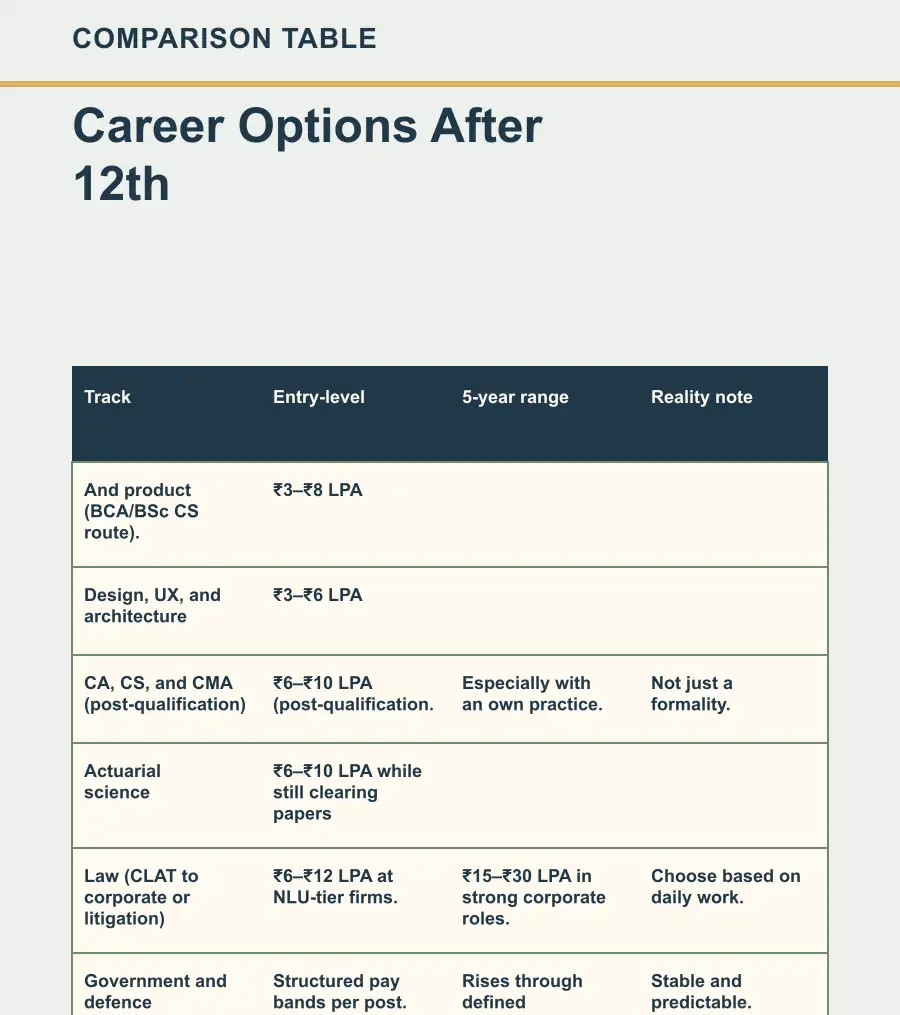 COMPARISON TABLE
Career Options After
12th
Track
Entry-level
5-year range
Reality note
And product
(BCA/BSc CS
route).
₹3–₹8 LPA
Design, UX, and
architecture
₹3–₹6 LPA
CA, CS, and CMA
(post-qualification)
₹6–₹10 LPA
(post-qualification.
Especially with
an own practice.
Not just a
formality.
Actuarial
science
₹6–₹10 LPA while
still clearing
papers
Law (CLAT to
corporate or
litigation)
₹6–₹12 LPA at
NLU-tier firms.
₹15–₹30 LPA in
strong corporate
roles.
Choose based on
daily work.
Government and
defence
Structured pay
bands per post.
Rises through
defined
Stable and
predictable.